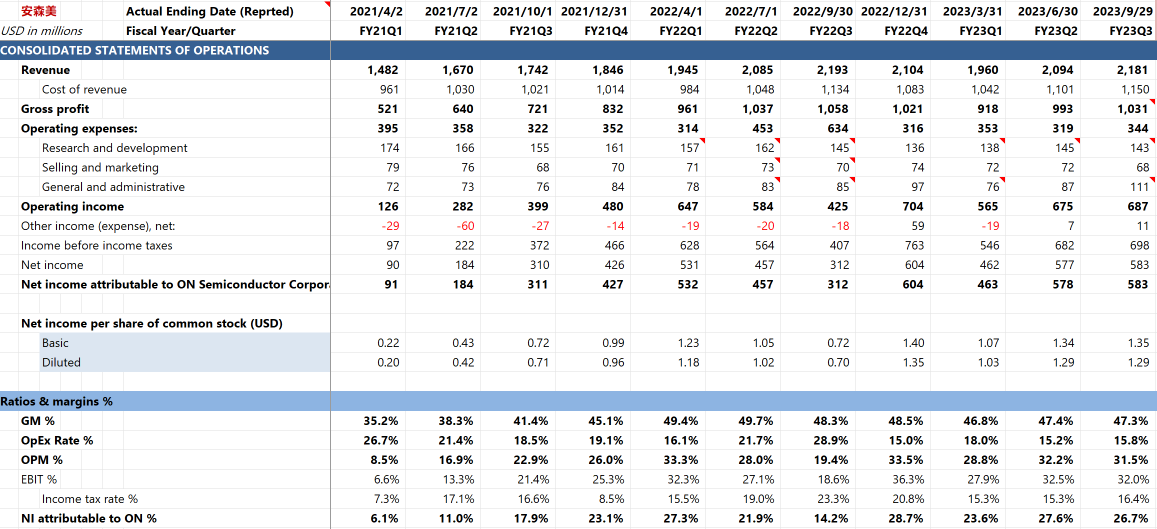 安森美 Actual Ending Date (Reprted) 2021/4/2 2021/7/2 2021/10/1 2021/12/31 2022/4/1 2022/7/1 2022/9/30 2022/12/31 2023/3/31 2023/6/30 2023/9/29
USD in millions Fiscal Year/Quarter FY21Q1 FY21Q2 FY21Q3 FY21Q4 FY22Q1 FY22Q2 FY22Q3 FY22Q4 FY23Q1 FY23Q2 FY23Q3
CONSOLIDATED STATEMENTS OF OPERATIONS
Revenue 1,482 1,670 1,742 1,846 1,945 2,085 2,193 2,104 1,960 2,094 2,181
Cost of revenue 961 1,030 1,021 1,014 984 1,048 1,134 1,083 1,042 1,101 1,150
Gross profit 521 640 721 832 961 1,037 1,058 1,021 918 993 1,031
Operating expenses: 395 358 322 352 314 453 634 316 353 319 344
Research and development 174 166 155 161 157 162 145 136 138 145 143
Selling and marketing 79 76 68 70 71 73 70 74 72 72 68
General and administrative 72 73 76 84 78 83 85 97 76 87 111
Operating income 126 282 399 480 647 584 425 704 565 675 687
Other income (expense), net: -29 -60 -27 -14 -19 -20 -18 59 -19 7 11
Income before income taxes 97 222 372 466 628 564 407 763 546 682 698
Net income 90 184 310 426 531 457 312 604 462 577 583
Net income attributable to ON Semiconductor Corpor 91 184 311 427 532 457 312 604 463 578 583
Net income per share of common stock (USD)
Basic 0.22 0.43 0.72 0.99 1.23 1.05 0.72 1.40 1.07 1.34 1.35
Diluted 0.20 0.42 0.71 0.96 1.18 1.02 0.70 1.35 1.03 1.29 1.29
Ratios & margins %
GM % 35.2% 38.3% 41.4% 45.1% 49.4% 49.7% 48.3% 48.5% 46.8% 47.4% 47.3%
OpEx Rate % 26.7% 21.4% 18.5% 19.1% 16.1% 21.7% 28.9% 15.0% 18.0% 15.2% 15.8%
OPM % 8.5% 16.9% 22.9% 26.0% 33.3% 28.0% 19.4% 33.5% 28.8% 32.2% 31.5%
EBIT % 6.6% 13.3% 21.4% 25.3% 32.3% 27.1% 18.6% 36.3% 27.9% 32.5% 32.0%
Income tax rate % 7.3% 17.1% 16.6% 8.5% 15.5% 19.0% 23.3% 20.8% 15.3% 15.3% 16.4%
NI attributable to ON % 6.1% 11.0% 17.9% 23.1% 27.3% 21.9% 14.2% 28.7% 23.6% 27.6% 26.7%